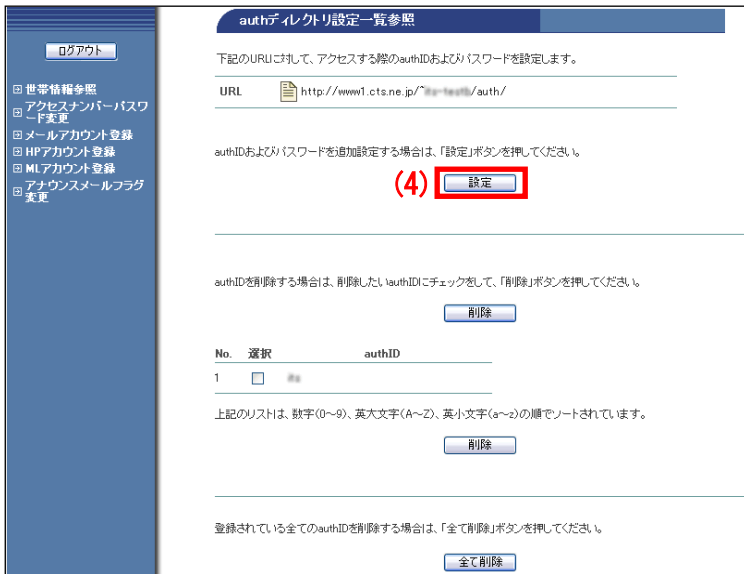 authディレクトリ設定一覧参照
ログアウト
下記のURLに対して、アクセスする際のauthIDおよびパスワードを設定します。
世帯情報参照
アクセスナンバーパスワ
ード変更
メールアカウント登録
HPアカウント登録
MLアカウント登録
アナウンスメールフラグ
変更
URL http://www1.cts.ne.jp/~ /auth/
authIDおよびパスワードを追加設定する場合は、「設定」ボタンを押してください。
(4) 設定
authIDを削除する場合は、削除したいauthIDにチェックをして、「削除」ボタンを押してください。
削除
No. 選択 authID
1
上記のリストは、数字(0～9)、英大文字(A～Z)、英小文字(a～z)の順でソートされています。
削除
登録されている全てのauthIDを削除する場合は、「全て削除」ボタンを押してください。
全て削除